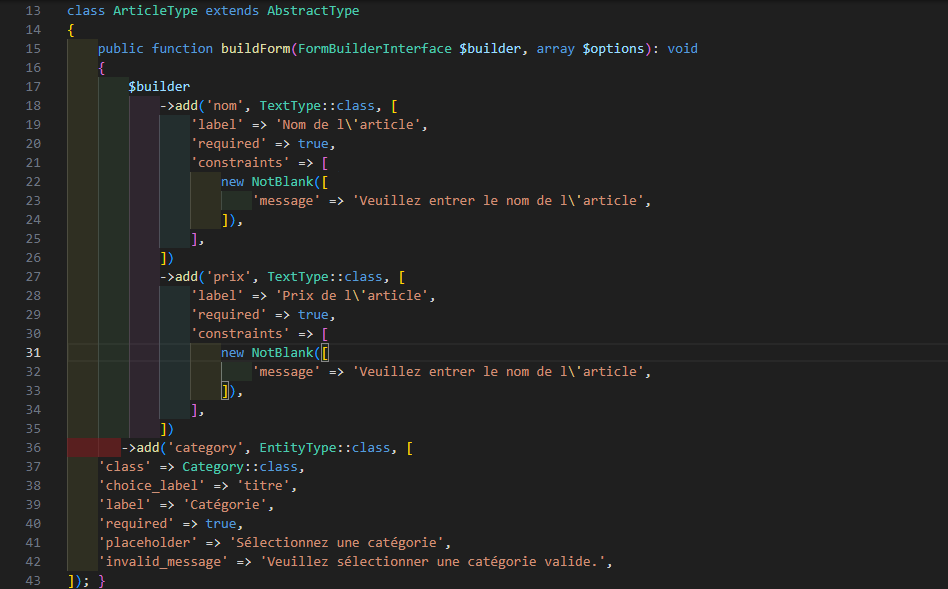 13 class ArticleType extends AbstractType
14 {
15     public function buildForm(FormBuilderInterface $builder, array $options): void
16     {
17         $builder
18             ->add('nom', TextType::class, [
19                 'label' => 'Nom de l\'article',
20                 'required' => true,
21                 'constraints' => [
22                     new NotBlank([
23                         'message' => 'Veuillez entrer le nom de l\'article',
24                     ]),
25                 ],
26             ])
27             ->add('prix', TextType::class, [
28                 'label' => 'Prix de l\'article',
29                 'required' => true,
30                 'constraints' => [
31                     new NotBlank([
32                         'message' => 'Veuillez entrer le nom de l\'article',
33                     ]),
34                 ],
35             ])
36        ->add('category', EntityType::class, [
37     'class' => Category::class,
38     'choice_label' => 'titre',
39     'label' => 'Catégorie',
40     'required' => true,
41     'placeholder' => 'Sélectionnez une catégorie',
42     'invalid_message' => 'Veuillez sélectionner une catégorie valide.',
43 ]); }